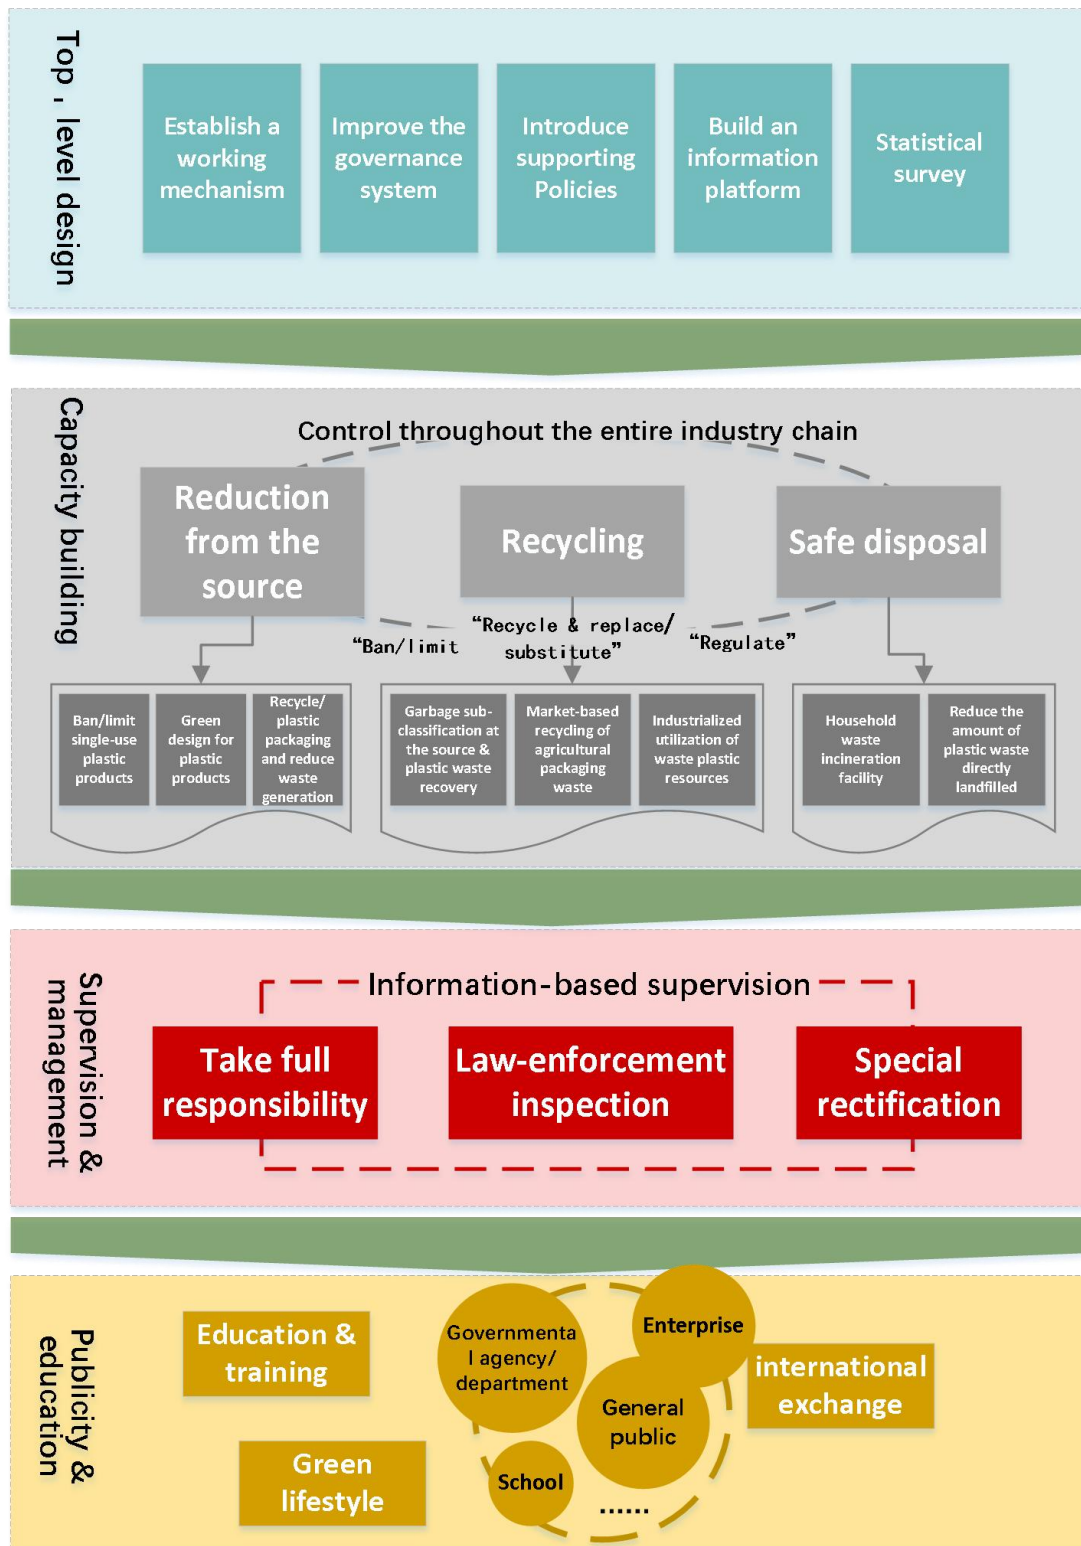 Top , level design
Establish a
working
mechanism
Improve the
governance
system
Introduce
supporting
Policies
Build an
information
platform
Statistical
survey
Capacity building
Control throughout the entire industry chain
Reduction
from the
source
Recycling
Safe disposal
“Ban/limit
“Recycle & replace/
substitute”
“Regulate”
Ban/limit
single-use
plastic
products
Green
design for
plastic
products
Recycle/
plastic
packaging
and reduce
waste
generation
Garbage sub-
classification at
the source &
plastic waste
recovery
Market-based
recycling of
agricultural
packaging
waste
Industrialized
utilization of
waste plastic
resources
Household
waste
incineration
facility
Reduce the
amount of
plastic waste
directly
landfilled
Supervision &
management
Information-based supervision
Take full
responsibility
Law-enforcement
inspection
Special
rectification
Publicity &
education
Education &
training
Green
lifestyle
Governmenta
l agency/
department
Enterprise
General
public
School
......
international
exchange